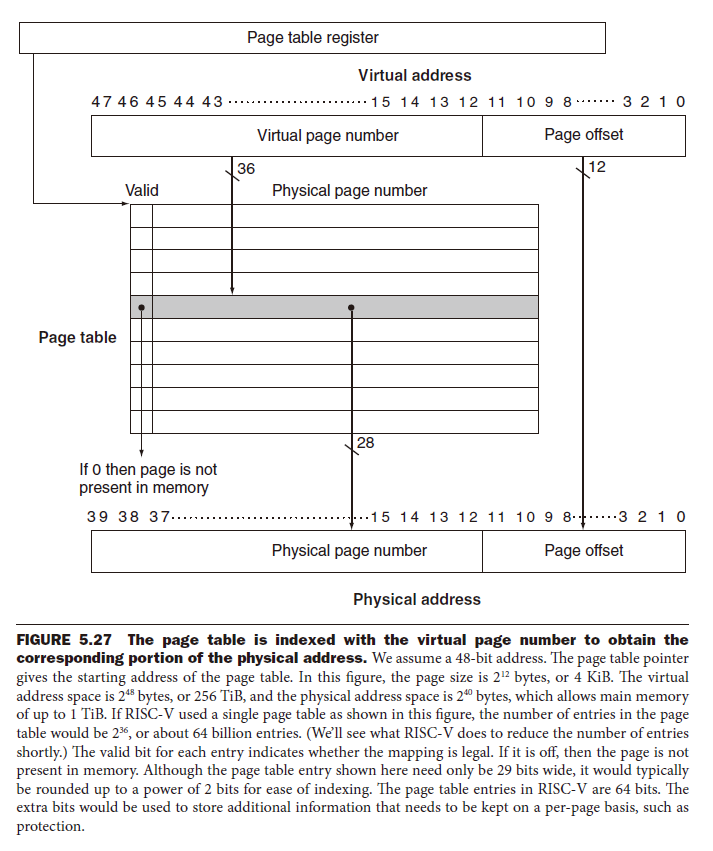 Page table register
Virtual address
47 46 45 44 43 ······················ 15 14 13 12 11 10 9 8 ······ 3 2 1 0
Virtual page number Page offset
36 12
Valid Physical page number
Page table
28
If 0 then page is not
present in memory
39 38 37······························15 14 13 12 11 10 9 8·······3 2 1 0
Physical page number Page offset
Physical address
FIGURE 5.27 The page table is indexed with the virtual page number to obtain the
corresponding portion of the physical address. We assume a 48-bit address. The page table pointer
gives the starting address of the page table. In this figure, the page size is 2¹² bytes, or 4 KiB. The virtual
address space is 2⁴⁸ bytes, or 256 TiB, and the physical address space is 2⁴⁰ bytes, which allows main memory
of up to 1 TiB. If RISC-V used a single page table as shown in this figure, the number of entries in the page
table would be 2³⁶, or about 64 billion entries. (We'll see what RISC-V does to reduce the number of entries
shortly.) The valid bit for each entry indicates whether the mapping is legal. If it is off, then the page is not
present in memory. Although the page table entry shown here need only be 29 bits wide, it would typically
be rounded up to a power of 2 bits for ease of indexing. The page table entries in RISC-V are 64 bits. The
extra bits would be used to store additional information that needs to be kept on a per-page basis, such as
protection.